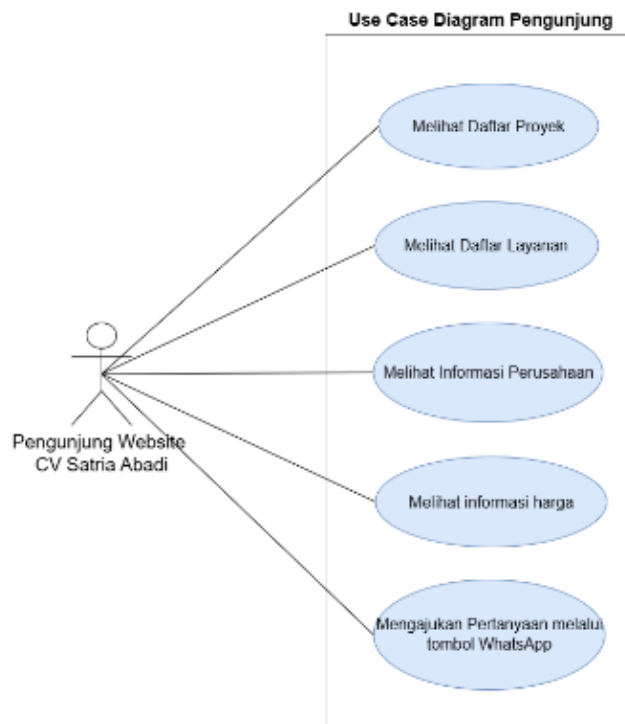 Use Case Diagram Pengunjung
Melihat Daftar Proyek
Melihat Daftar Layanan
Melihat Informasi Perusahaan
Pengunjung Website
CV Satria Abadi
Melihat informasi harga
Mengajukan Pertanyaan melalui
tombol WhatsApp